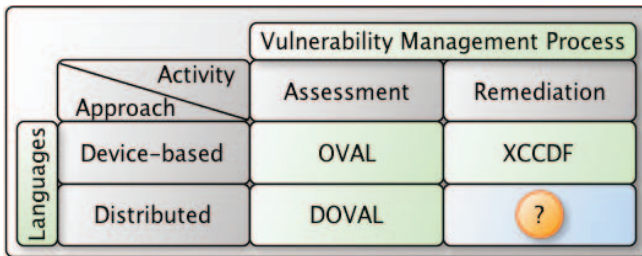 Vulnerability Management Process
Activity
Approach
Assessment
Remediation
Languages
Device-based
OVAL
XCCDF
Distributed
DOVAL
?